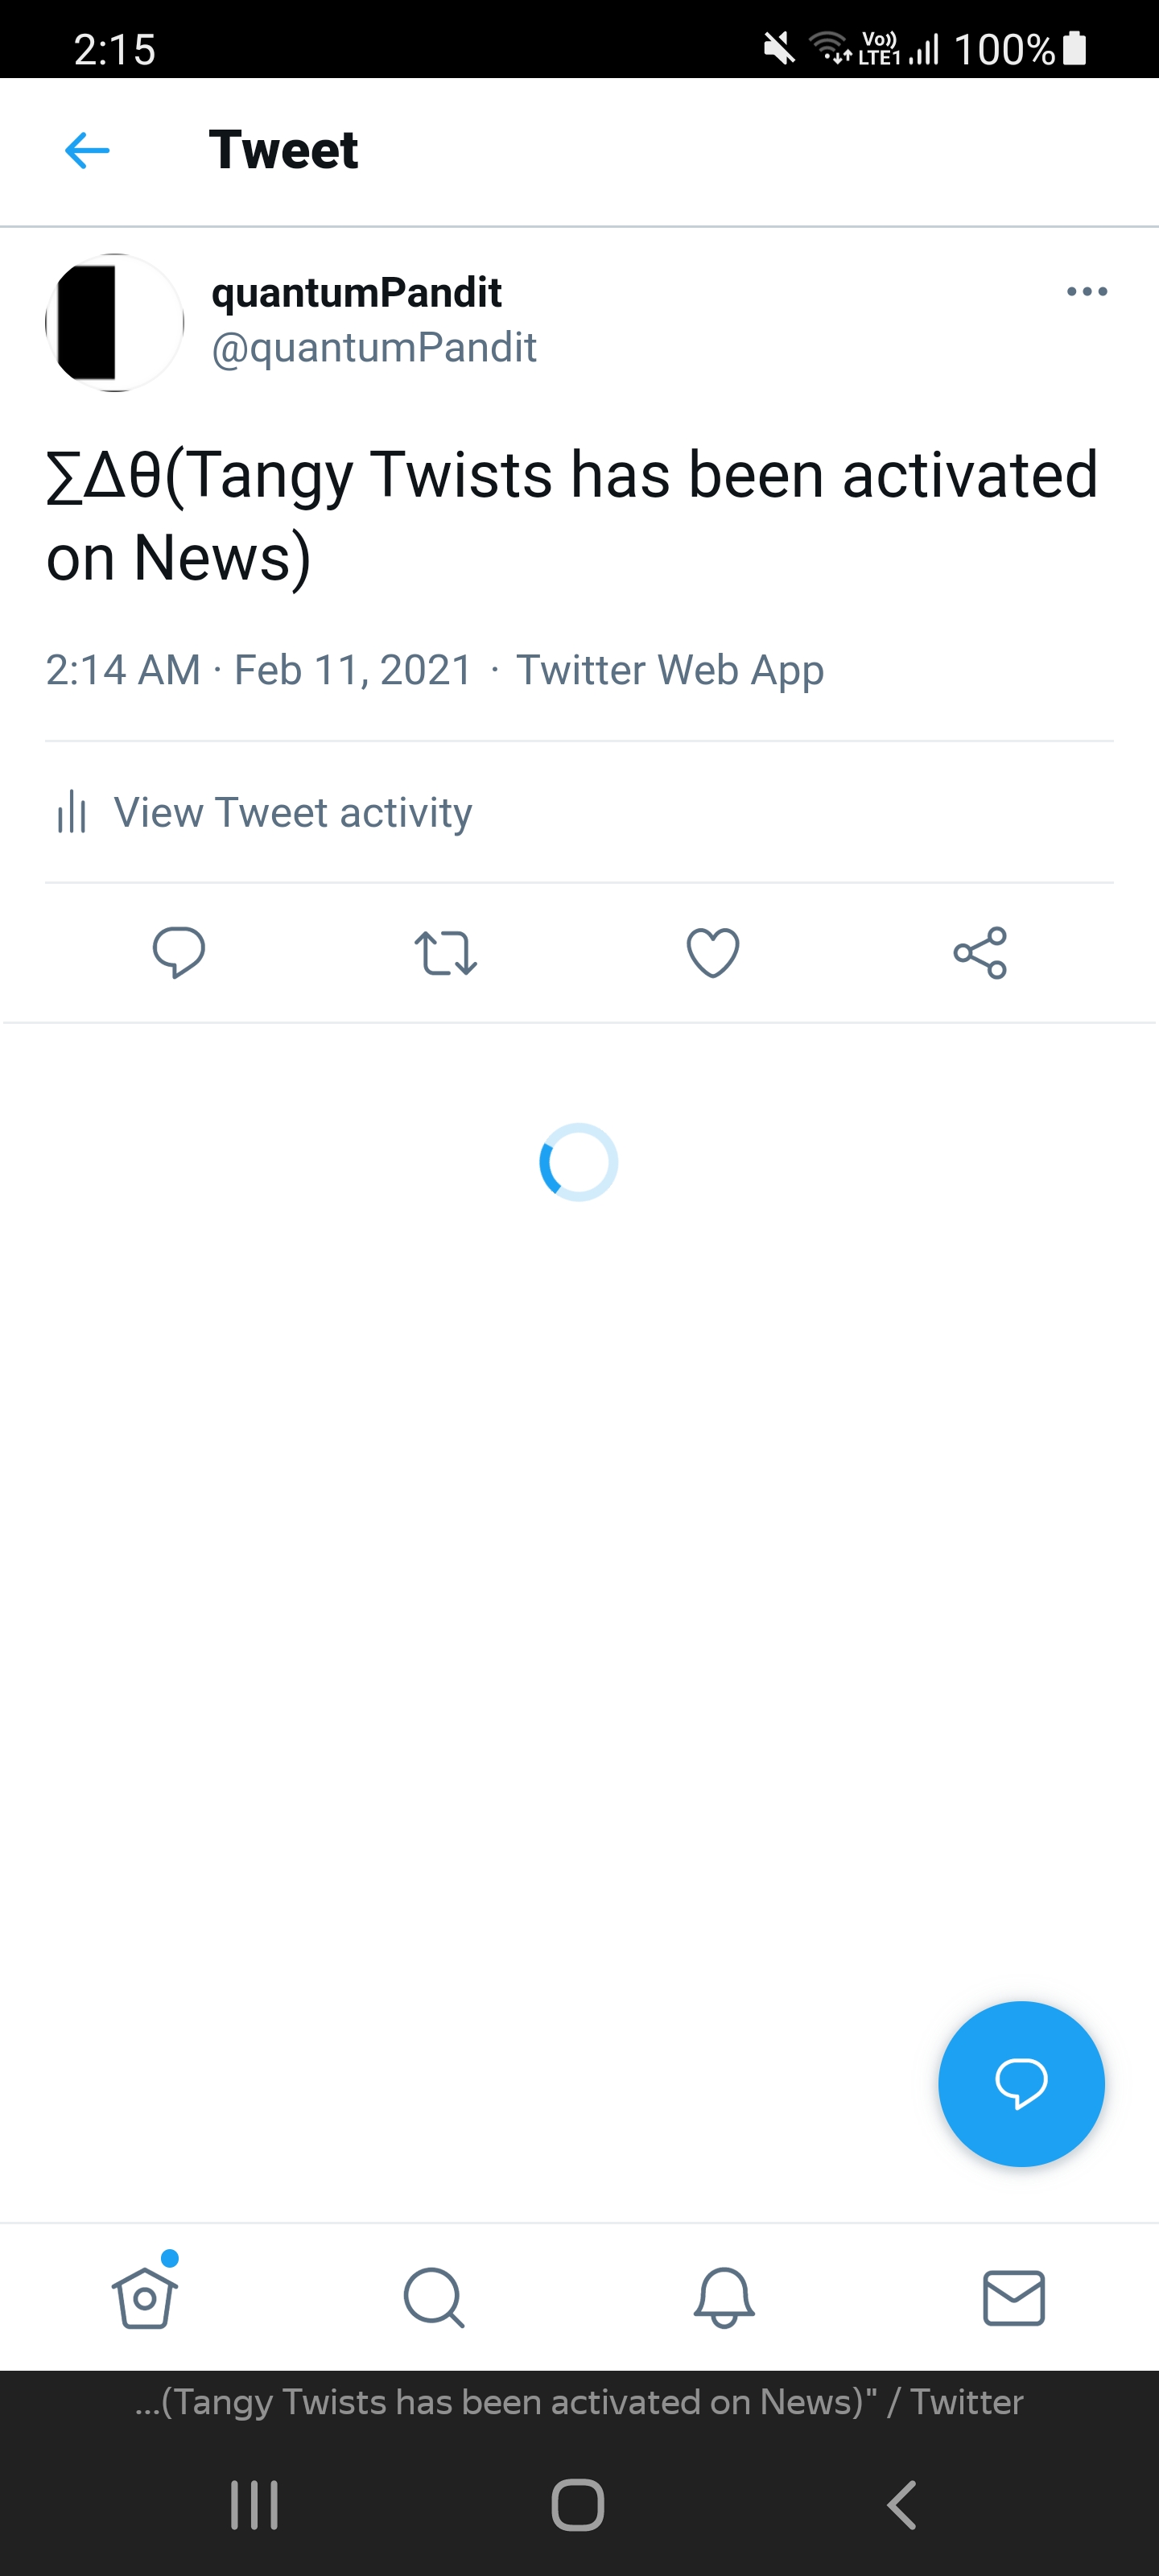 2:15
Vo)) LTE1 100%
Tweet
quantumPandit
@quantumPandit
∑Δθ(Tangy Twists has been activated
on News)
2:14 AM · Feb 11, 2021 · Twitter Web App
View Tweet activity
...(Tangy Twists has been activated on News)" / Twitter